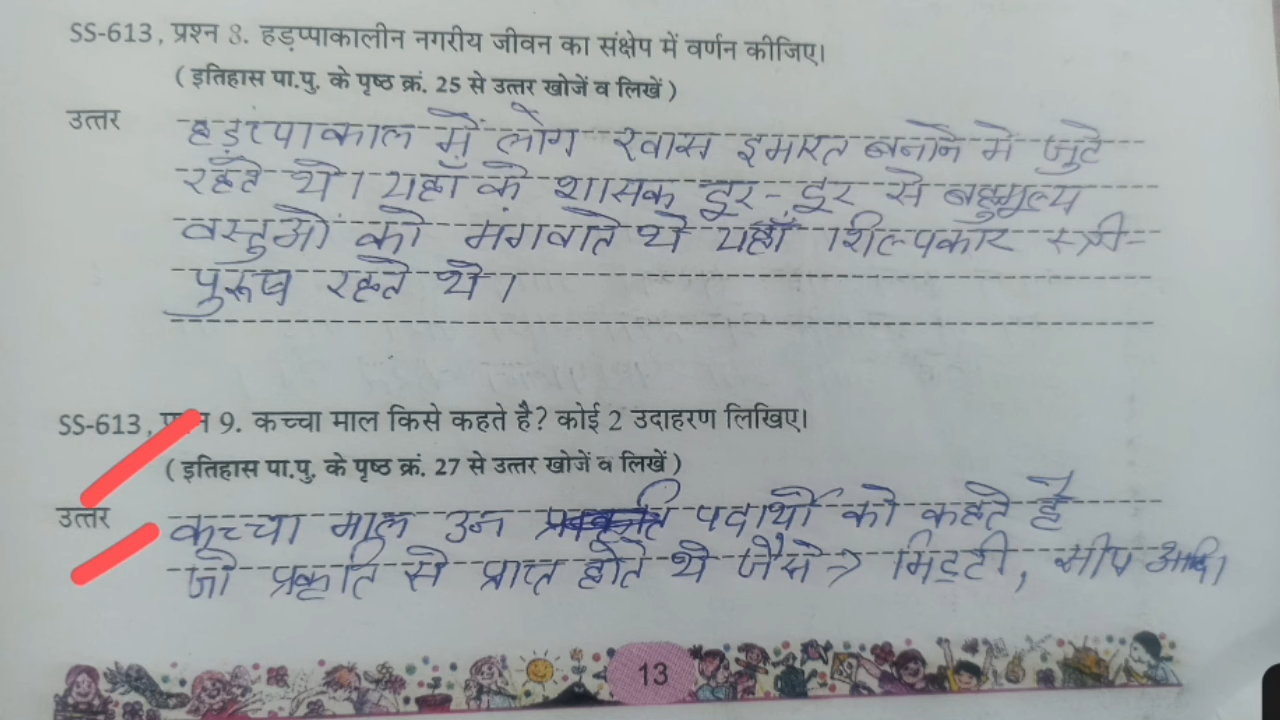 SS-613, प्रश्न 8. हड़प्पाकालीन नगरीय जीवन का संक्षेप में वर्णन कीजिए।
( इतिहास पा.पु. के पृष्ठ क्रं. 25 से उत्तर खोजें व लिखें )
उत्तर हड़प्पाकाल में लोग खास इमारत बनाने मे जुटे
रहते थे। यहाँ के शासक दूर-दूर से बहुमूल्य
वस्तुओं को मंगवाते थे यहाँ शिल्पकार स्त्री-
पुरूष रहते थे।
SS-613, 9. कच्चा माल किसे कहते है? कोई 2 उदाहरण लिखिए।
( इतिहास पा.पु. के पृष्ठ क्रं. 27 से उत्तर खोजें व लिखें )
उत्तर कच्चा माल उन पदार्थो को कहते है
जो प्रकृति से प्राप्त होते थे जैसे → मिट्टी, सीप आदि।
13